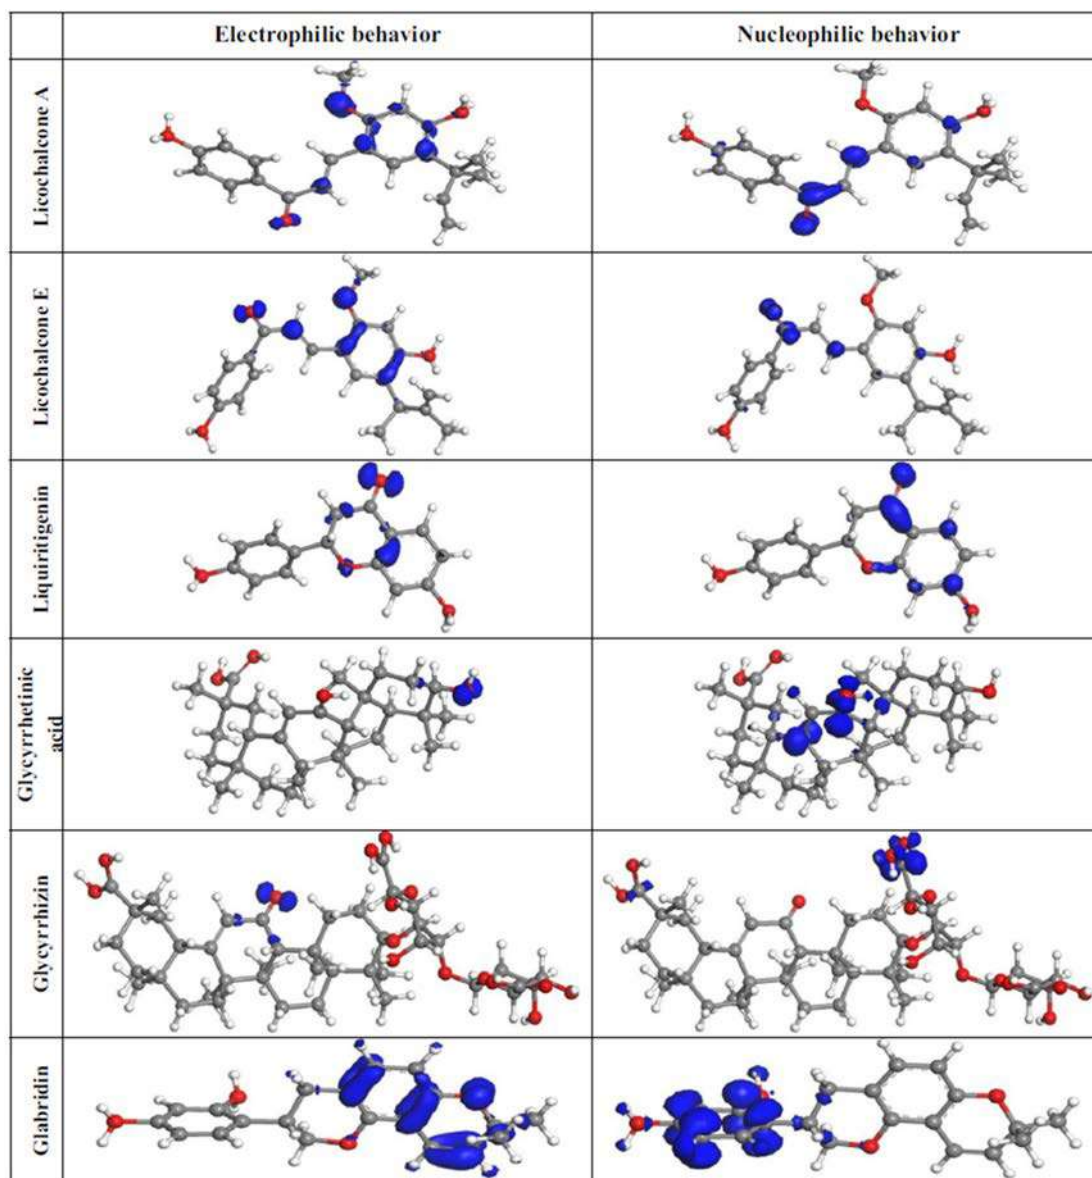 Electrophilic behavior
Nucleophilic behavior
Licochalcone A
Licochalcone E
Liquiritigenin
Glycyrrhetinic
acid
Glycyrrhizin
Glabridin